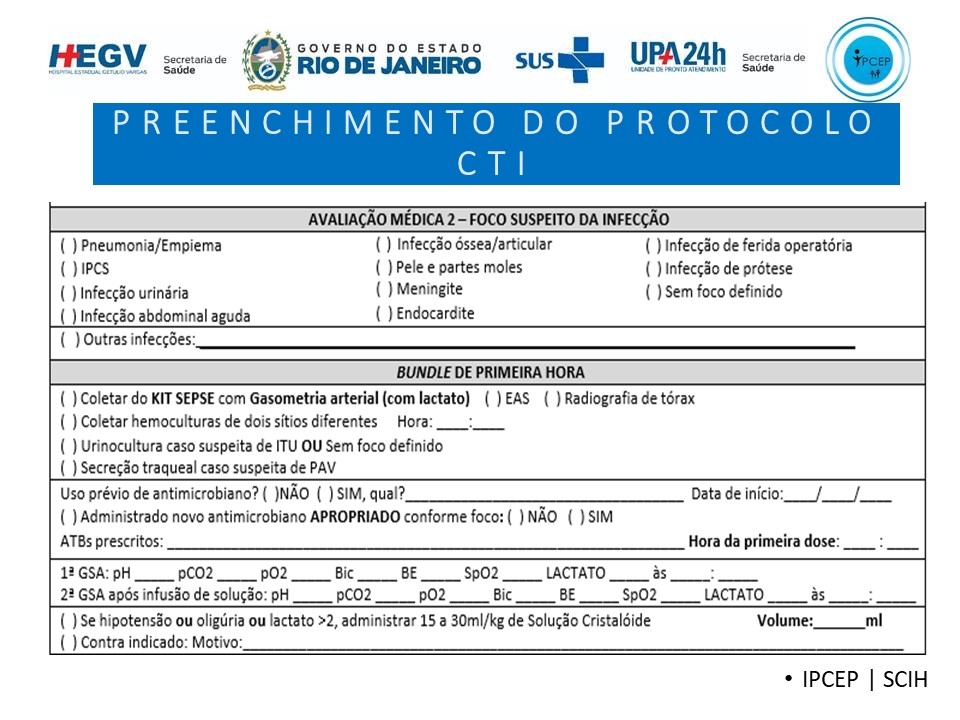 HEGV
HOSPITAL ESTADUAL GETÚLIO VARGAS
Secretaria de
Saúde
GOVERNO DO ESTADO
RIO DE JANEIRO
SUS
UPA24h
UNIDADE DE PRONTO ATENDIMENTO
Secretaria de
Saúde
IPCEP
PREENCHIMENTO DO PROTOCOLO
CTI
AVALIAÇÃO MÉDICA 2 – FOCO SUSPEITO DA INFECÇÃO
( ) Pneumonia/Empiema ( ) Infecção óssea/articular ( ) Infecção de ferida operatória
( ) IPCS ( ) Pele e partes moles ( ) Infecção de prótese
( ) Infecção urinária ( ) Meningite ( ) Sem foco definido
( ) Infecção abdominal aguda ( ) Endocardite
( ) Outras infecções:_______________
BUNDLE DE PRIMEIRA HORA
( ) Coletar do KIT SEPSE com Gasometria arterial (com lactato) ( ) EAS ( ) Radiografia de tórax
( ) Coletar hemoculturas de dois sítios diferentes Hora: ____:____
( ) Urinocultura caso suspeita de ITU OU Sem foco definido
( ) Secreção traqueal caso suspeita de PAV
Uso prévio de antimicrobiano? ( )NÃO ( ) SIM, qual?_______________ Data de início:____/____/____
( ) Administrado novo antimicrobiano APROPRIADO conforme foco: ( ) NÃO ( ) SIM
ATBs prescritos: _______________ Hora da primeira dose: ____ : ____
1ª GSA: pH _____ pCO2 _____ pO2 _____ Bic _____ BE _____ SpO2 _____ LACTATO _____ às _____: _____
2ª GSA após infusão de solução: pH _____ pCO2 _____ pO2 _____ Bic _____ BE _____ SpO2 _____ LACTATO _____ às _____: _____
( ) Se hipotensão ou oligúria ou lactato >2, administrar 15 a 30ml/kg de Solução Cristalóide Volume:______ml
( ) Contra indicado: Motivo:_______________
• IPCEP | SCIH